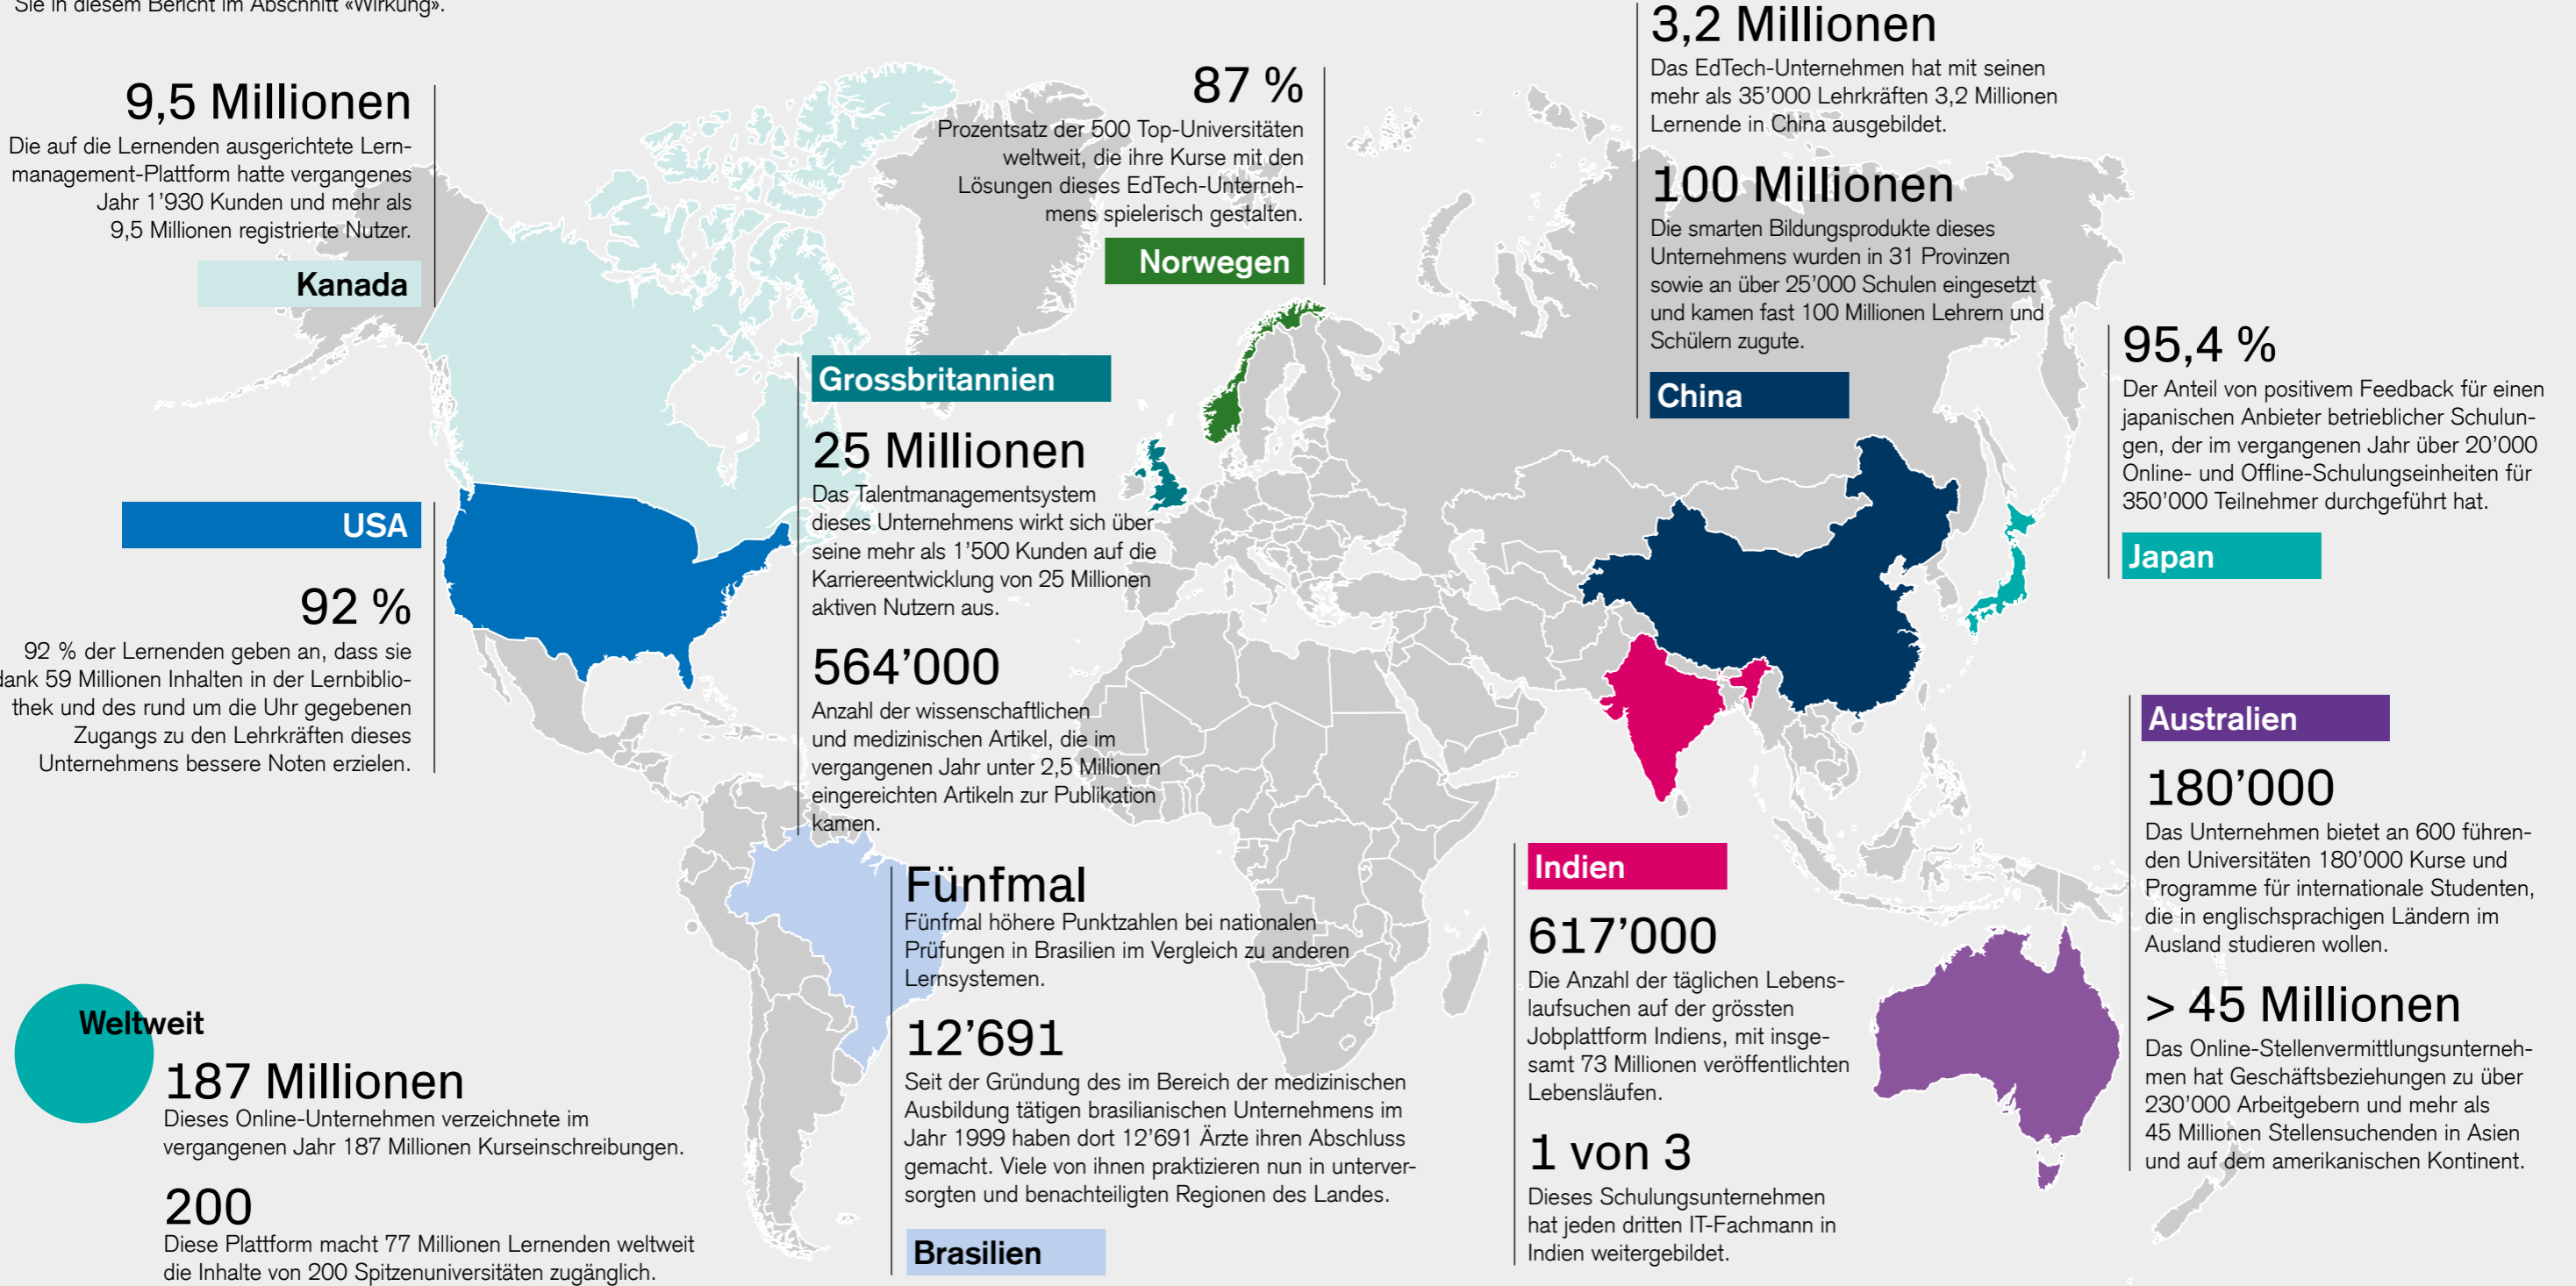 Sie in diesem Bericht im Abschnitt «Wirkung».
9,5 Millionen
Die auf die Lernenden ausgerichtete Lern-
management-Plattform hatte vergangenes
Jahr 1’930 Kunden und mehr als
9,5 Millionen registrierte Nutzer.
Kanada
USA
92 %
92 % der Lernenden geben an, dass sie
dank 59 Millionen Inhalten in der Lernbiblio-
thek und des rund um die Uhr gegebenen
Zugangs zu den Lehrkräften dieses
Unternehmens bessere Noten erzielen.
87 %
Prozentsatz der 500 Top-Universitäten
weltweit, die ihre Kurse mit den
Lösungen dieses EdTech-Unterneh-
mens spielerisch gestalten.
Norwegen
Grossbritannien
25 Millionen
Das Talentmanagementsystem
dieses Unternehmens wirkt sich über
seine mehr als 1’500 Kunden auf die
Karriereentwicklung von 25 Millionen
aktiven Nutzern aus.
564’000
Anzahl der wissenschaftlichen
und medizinischen Artikel, die im
vergangenen Jahr unter 2,5 Millionen
eingereichten Artikeln zur Publikation
kamen.
3,2 Millionen
Das EdTech-Unternehmen hat mit seinen
mehr als 35’000 Lehrkräften 3,2 Millionen
Lernende in China ausgebildet.
100 Millionen
Die smarten Bildungsprodukte dieses
Unternehmens wurden in 31 Provinzen
sowie an über 25’000 Schulen eingesetzt
und kamen fast 100 Millionen Lehrern und
Schülern zugute.
China
95,4 %
Der Anteil von positivem Feedback für einen
japanischen Anbieter betrieblicher Schulun-
gen, der im vergangenen Jahr über 20’000
Online- und Offline-Schulungseinheiten für
350’000 Teilnehmer durchgeführt hat.
Japan
Australien
180’000
Das Unternehmen bietet an 600 führen-
den Universitäten 180’000 Kurse und
Programme für internationale Studenten,
die in englischsprachigen Ländern im
Ausland studieren wollen.
> 45 Millionen
Das Online-Stellenvermittlungsunterneh-
men hat Geschäftsbeziehungen zu über
230’000 Arbeitgebern und mehr als
45 Millionen Stellensuchenden in Asien
und auf dem amerikanischen Kontinent.
Indien
617’000
Die Anzahl der täglichen Lebens-
laufsuchen auf der grössten
Jobplattform Indiens, mit insge-
samt 73 Millionen veröffentlichten
Lebensläufen.
1 von 3
Dieses Schulungsunternehmen
hat jeden dritten IT-Fachmann in
Indien weitergebildet.
Fünfmal
Fünfmal höhere Punktzahlen bei nationalen
Prüfungen in Brasilien im Vergleich zu anderen
Lernsystemen.
12’691
Seit der Gründung des im Bereich der medizinischen
Ausbildung tätigen brasilianischen Unternehmens im
Jahr 1999 haben dort 12’691 Ärzte ihren Abschluss
gemacht. Viele von ihnen praktizieren nun in unterver-
sorgten und benachteiligten Regionen des Landes.
Brasilien
Weltweit
187 Millionen
Dieses Online-Unternehmen verzeichnete im
vergangenen Jahr 187 Millionen Kurseinschreibungen.
200
Diese Plattform macht 77 Millionen Lernenden weltweit
die Inhalte von 200 Spitzenuniversitäten zugänglich.